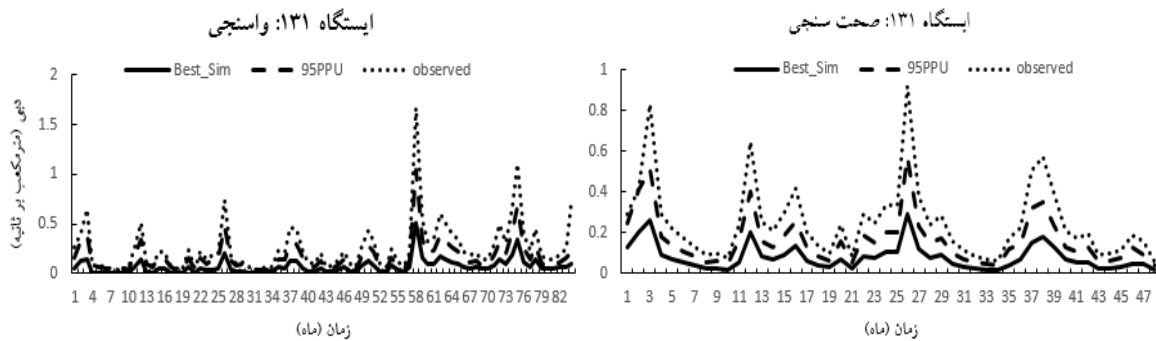 ایستگاه ۱۳۱: واسنجی
Best_Sim 95PPU observed
2
1.5
1
0.5
0
دبی (مترمکعب بر ثانیه)
1 4 7 10 13 16 19 22 25 28 31 34 37 40 43 46 49 52 55 58 61 64 67 70 73 76 79 82
زمان (ماه)
ایستگاه ۱۳۱: صحت سنجی
Best_Sim 95PPU observed
1
0.8
0.6
0.4
0.2
0
1 3 5 7 9 11 13 15 17 19 21 23 25 27 29 31 33 35 37 39 41 43 45 47
زمان (ماه)